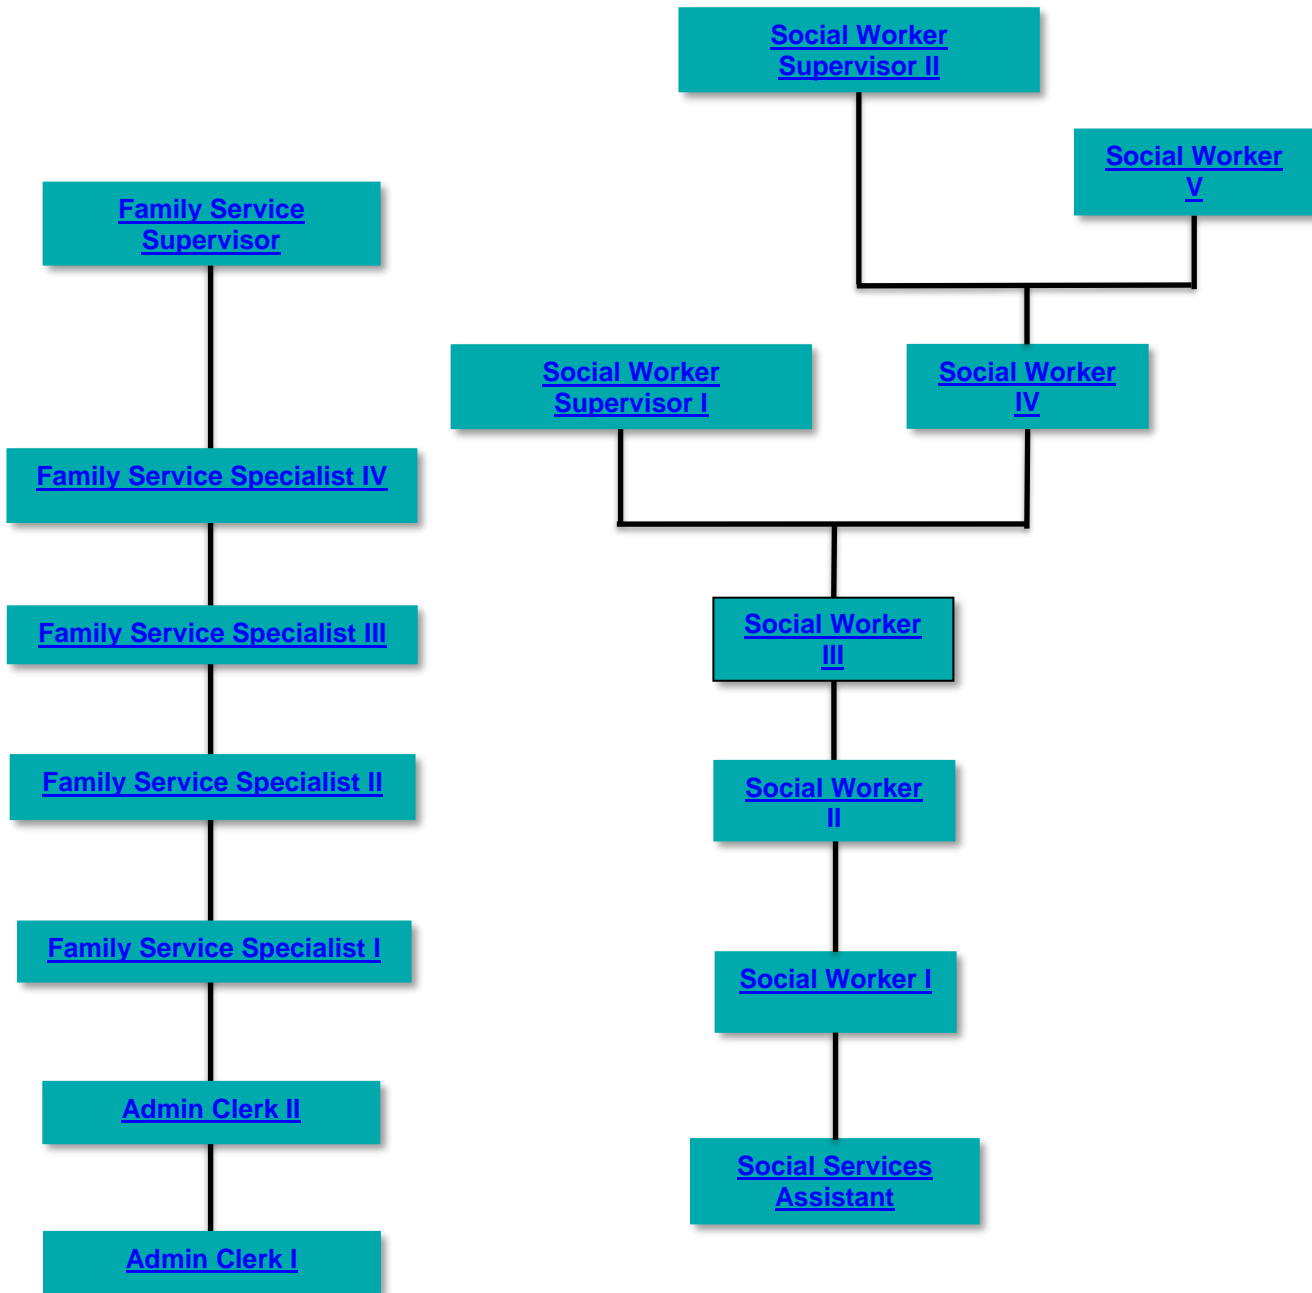 Social Worker
Supervisor II
Social Worker
V
Family Service
Supervisor
Social Worker
Supervisor I
Social Worker
IV
Family Service Specialist IV
Family Service Specialist III
Social Worker
III
Family Service Specialist II
Social Worker
II
Family Service Specialist I
Social Worker I
Admin Clerk II
Social Services
Assistant
Admin Clerk I